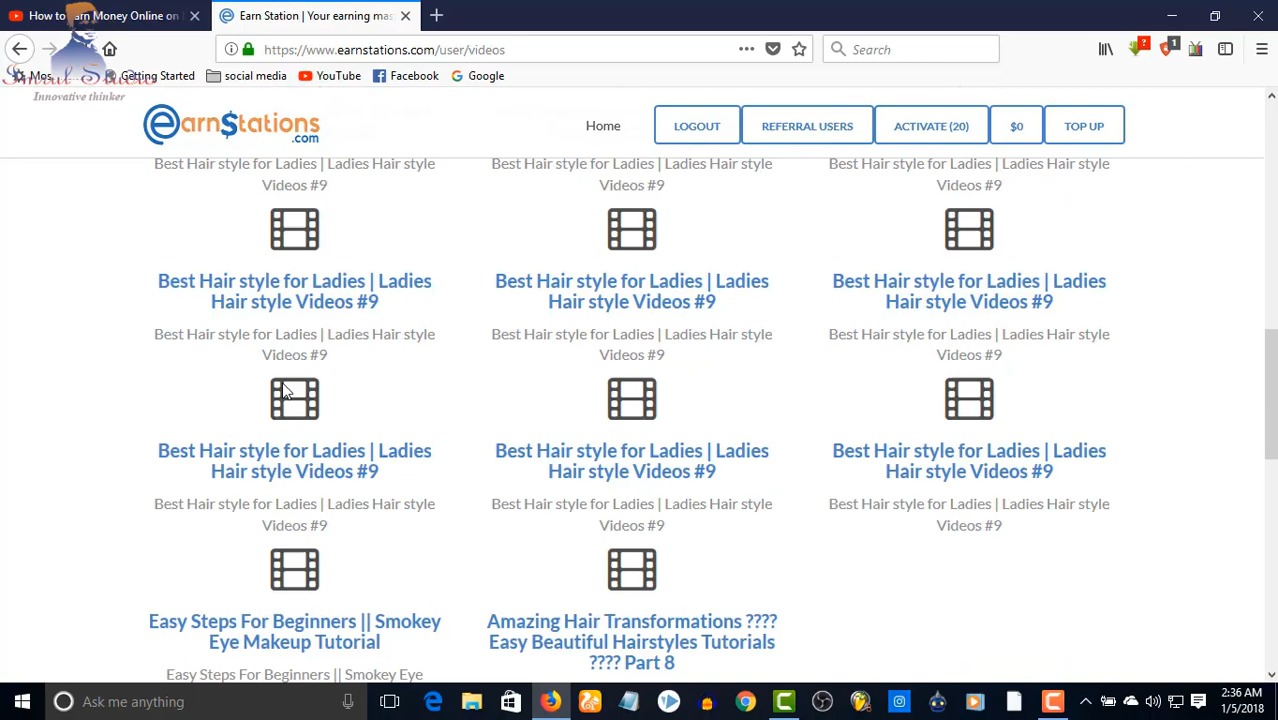 How to Earn Money Online on
Earn Station | Your earning mas
https://www.earnstations.com/user/videos
Search
Getting Started
social media
YouTube
Facebook
Google
Innovative thinker
earn$tations
.com
Home
LOGOUT
REFERRAL USERS
ACTIVATE (20)
$0
TOP UP
Best Hair style for Ladies | Ladies Hair style
Videos #9
Best Hair style for Ladies | Ladies Hair style
Videos #9
Best Hair style for Ladies | Ladies Hair style
Videos #9
Best Hair style for Ladies | Ladies
Hair style Videos #9
Best Hair style for Ladies | Ladies Hair style
Videos #9
Best Hair style for Ladies | Ladies
Hair style Videos #9
Best Hair style for Ladies | Ladies Hair style
Videos #9
Best Hair style for Ladies | Ladies
Hair style Videos #9
Best Hair style for Ladies | Ladies Hair style
Videos #9
Best Hair style for Ladies | Ladies
Hair style Videos #9
Best Hair style for Ladies | Ladies Hair style
Videos #9
Best Hair style for Ladies | Ladies
Hair style Videos #9
Best Hair style for Ladies | Ladies Hair style
Videos #9
Best Hair style for Ladies | Ladies
Hair style Videos #9
Best Hair style for Ladies | Ladies Hair style
Videos #9
Easy Steps For Beginners || Smokey
Eye Makeup Tutorial
Easy Steps For Beginners || Smokey Eye
Amazing Hair Transformations ????
Easy Beautiful Hairstyles Tutorials
???? Part 8
Ask me anything
2:36 AM
1/5/2018